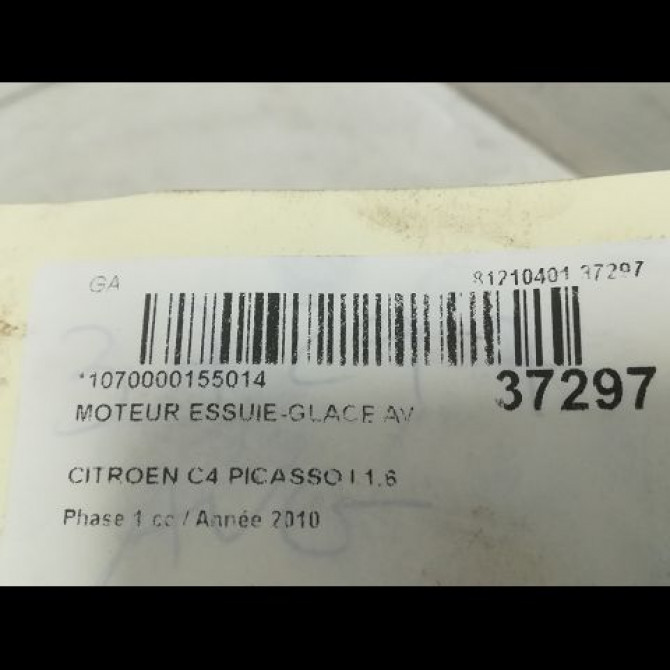 GA 81210401 37297
*1070000155014 37297
MOTEUR ESSUIE-GLACE AV
CITROEN C4 PICASSO I 1.6
Phase 1 cc / Année 2010